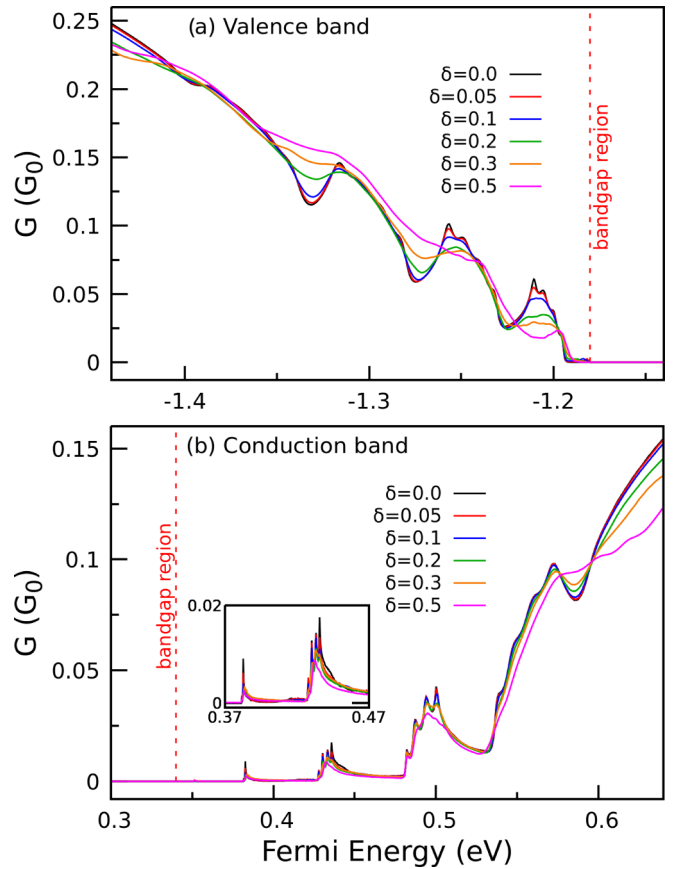 (a) Valence band
δ=0.0
δ=0.05
δ=0.1
δ=0.2
δ=0.3
δ=0.5
bandgap region
G (G0)
0.25
0.2
0.15
0.1
0.05
0
-1.4
-1.3
-1.2
(b) Conduction band
δ=0.0
δ=0.05
δ=0.1
δ=0.2
δ=0.3
δ=0.5
bandgap region
G (G0)
0.15
0.1
0.05
0
0.02
0
0.37
0.47
0.3
0.4
0.5
0.6
Fermi Energy (eV)